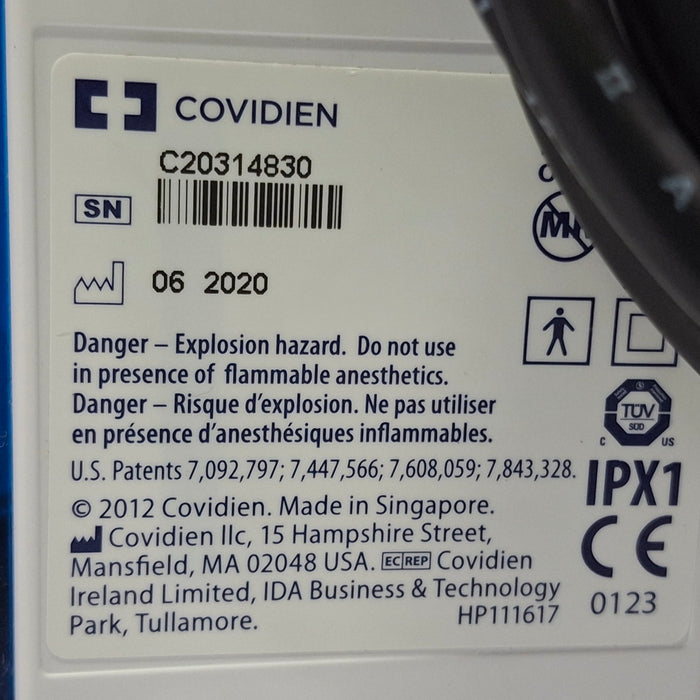 COVIDIEN
C20314830
SN
06 2020
Danger – Explosion hazard. Do not use
in presence of flammable anesthetics.
Danger – Risque d'explosion. Ne pas utiliser
en présence d'anesthésiques inflammables.
U.S. Patents 7,092,797; 7,447,566; 7,608,059; 7,843,328.
© 2012 Covidien. Made in Singapore.
Covidien llc, 15 Hampshire Street,
Mansfield, MA 02048 USA. EC REP Covidien
Ireland Limited, IDA Business & Technology
Park, Tullamore.
HP111617
TÜV
SÜD
C US
IPX1
CE
0123